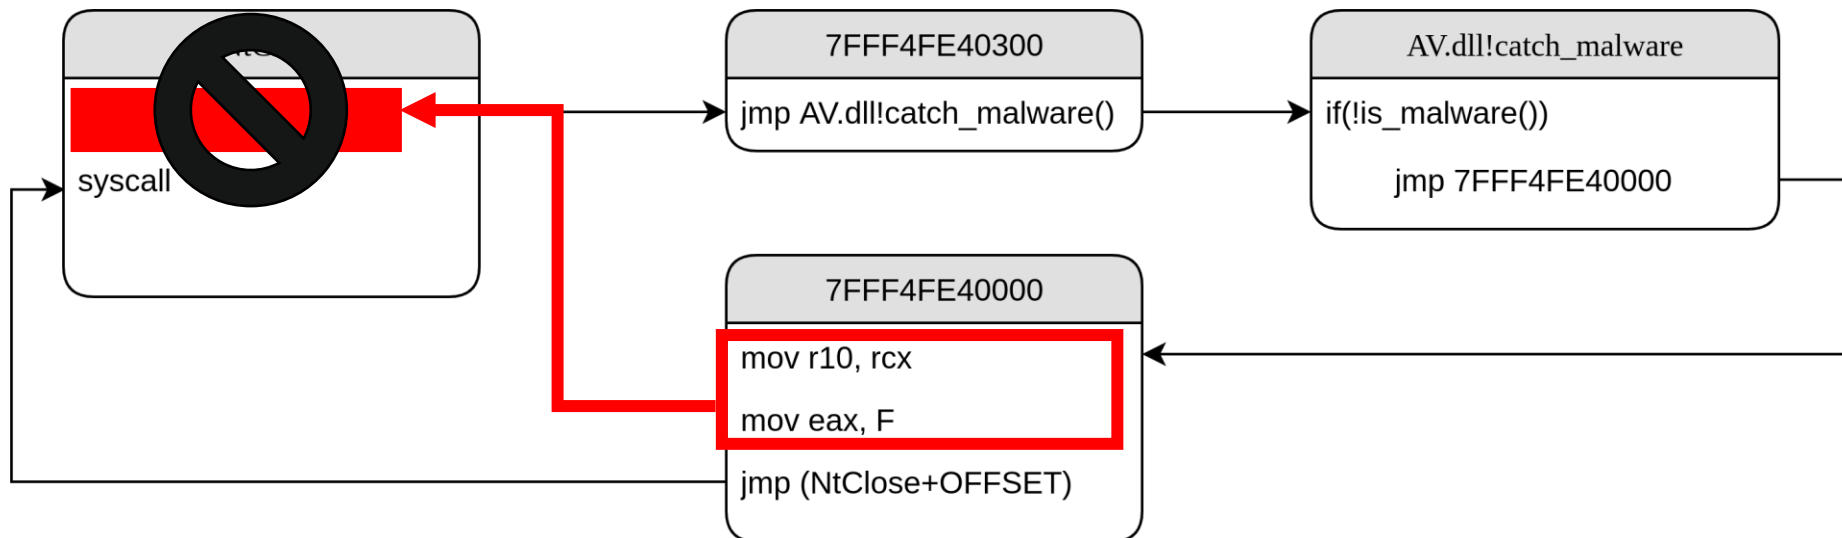 syscall
7FFF4FE40300
jmp AV.dll!catch_malware()
AV.dll!catch_malware
if(!is_malware())
jmp 7FFF4FE40000
7FFF4FE40000
mov r10, rcx
mov eax, F
jmp (NtClose+OFFSET)